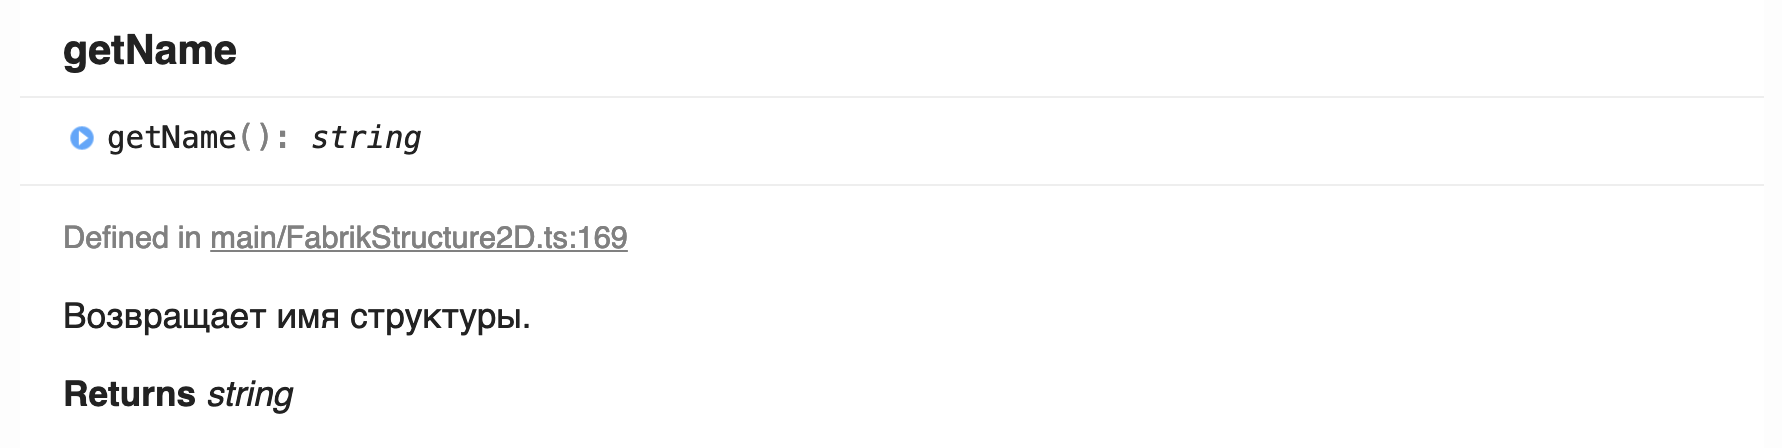 getName
getName(): string
Defined in main/FabrikStructure2D.ts:169
Возвращает имя структуры.
Returns string